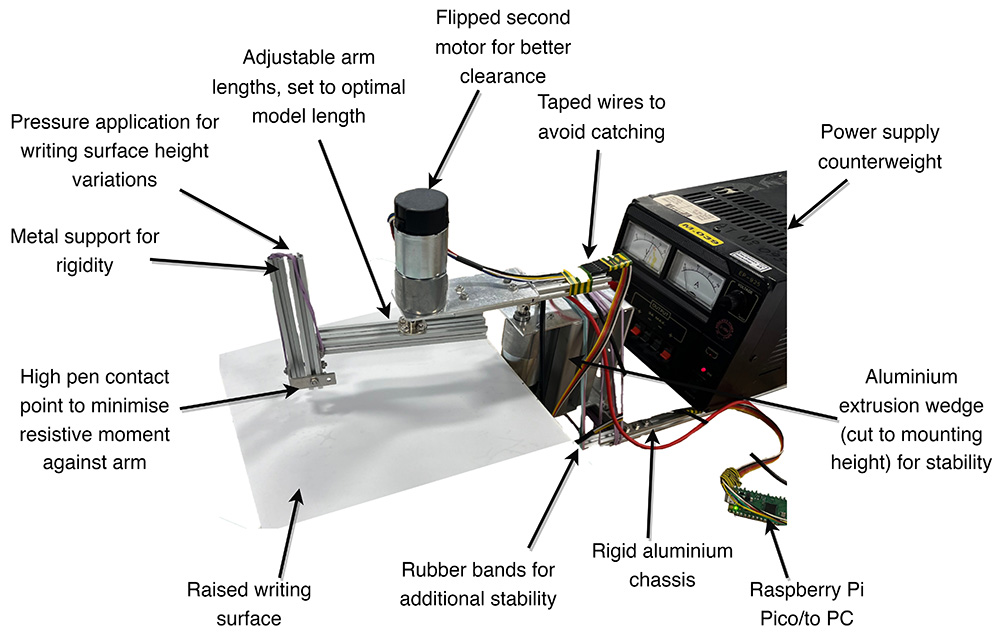 Flipped second
motor for better
clearance
Adjustable arm
lengths, set to optimal
model length
Taped wires to
avoid catching
Pressure application for
writing surface height
variations
Power supply
counterweight
Metal support for
rigidity
High pen contact
point to minimise
resistive moment
against arm
Aluminium
extrusion wedge
(cut to mounting
height) for stability
Raised writing
surface
Rubber bands for
additional stability
Rigid aluminium
chassis
Raspberry Pi
Pico/to PC
A